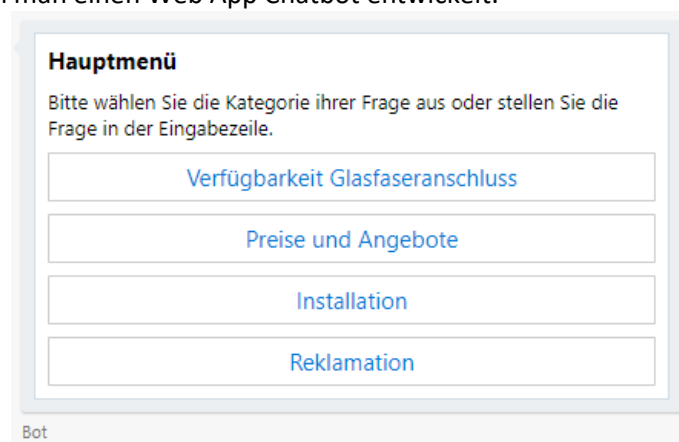 man einen Web App Chatbot entwickelt.
Hauptmenü
Bitte wählen Sie die Kategorie ihrer Frage aus oder stellen Sie die
Frage in der Eingabezeile.
Verfügbarkeit Glasfaseranschluss
Preise und Angebote
Installation
Reklamation
Bot